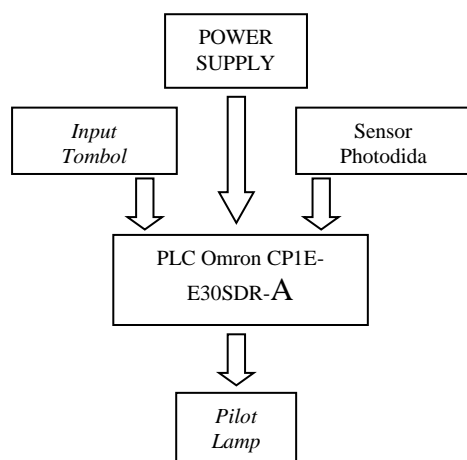 POWER
SUPPLY
Input
Tombol
Sensor
Photodida
PLC Omron CP1E-
E30SDR-A
Pilot
Lamp